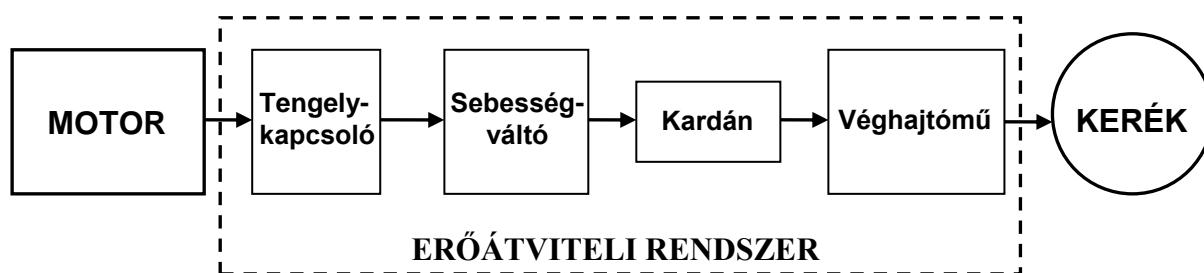 MOTOR
Tengely-
kapcsoló
Sebesség-
váltó
Kardán
Véghajtómű
KERÉK
ERŐÁTVITELI RENDSZER